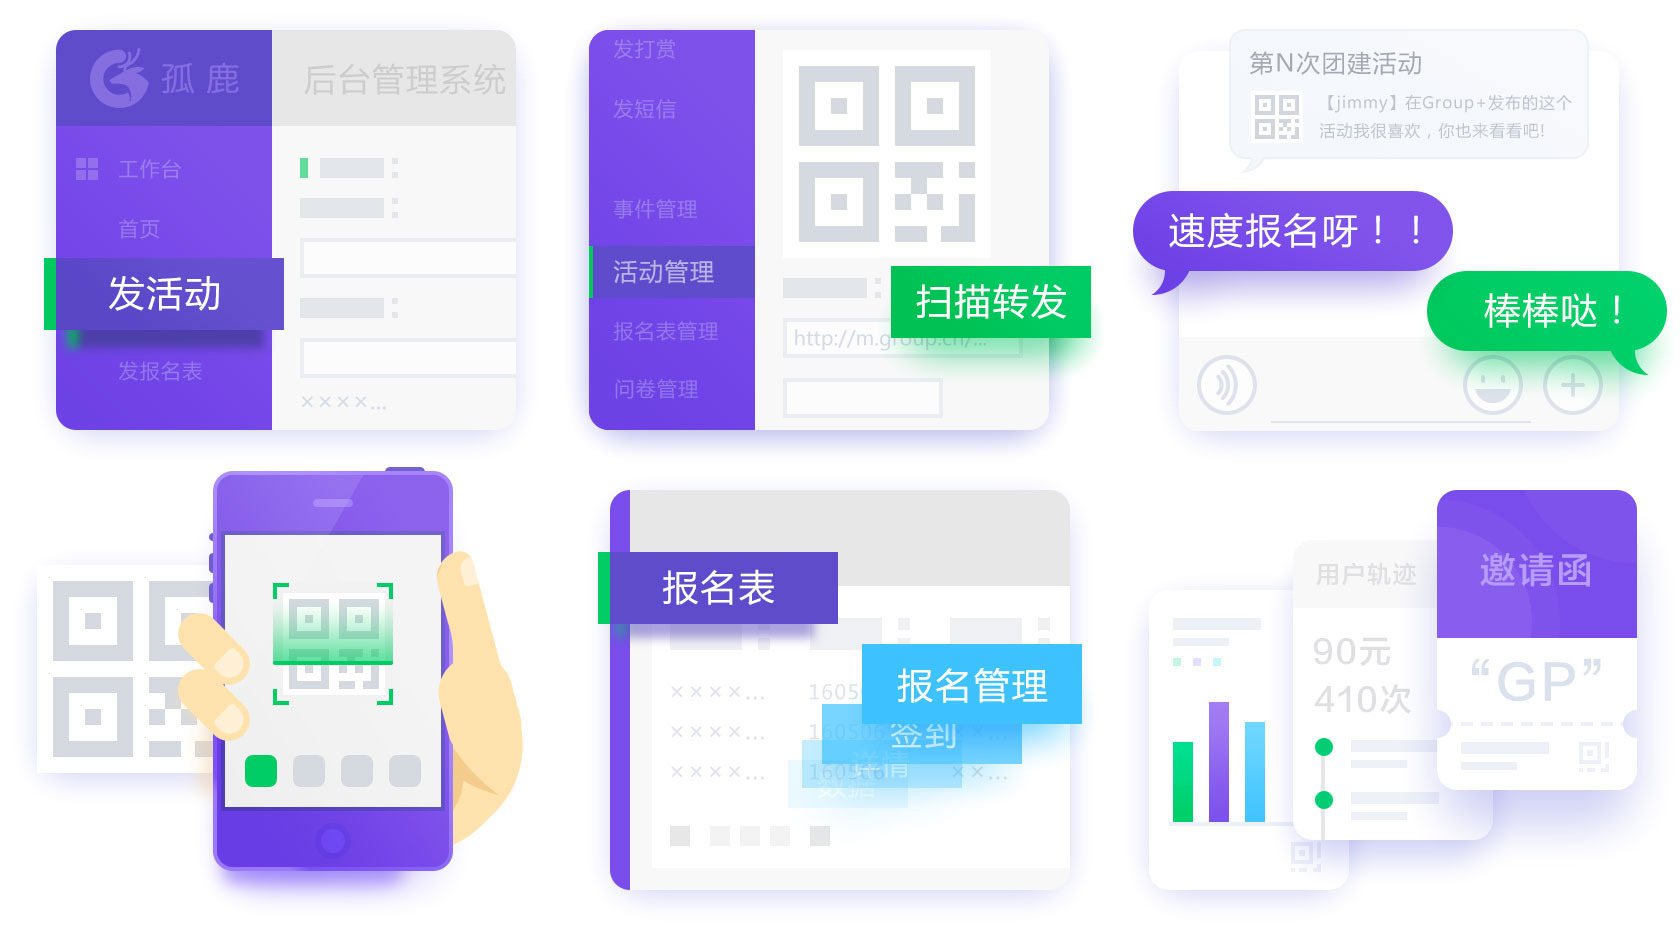 孤鹿
后台管理系统
工作台
首页
发活动
发报名表
××××...
发打赏
发短信
事件管理
活动管理
报名表管理
问卷管理
扫描转发
http://m.group.cn/...
第N次团建活动
【jimmy】在Group+发布的这个
活动我很喜欢，你也来看看吧!
速度报名呀！！
棒棒哒！
报名表
报名管理
××××...
签到
××××...
详情
××××...
数据
用户轨迹
90元
410次
邀请函
“GP”